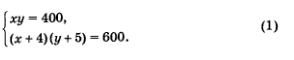 xy = 400,
(x + 4)(y + 5) = 600.
(1)